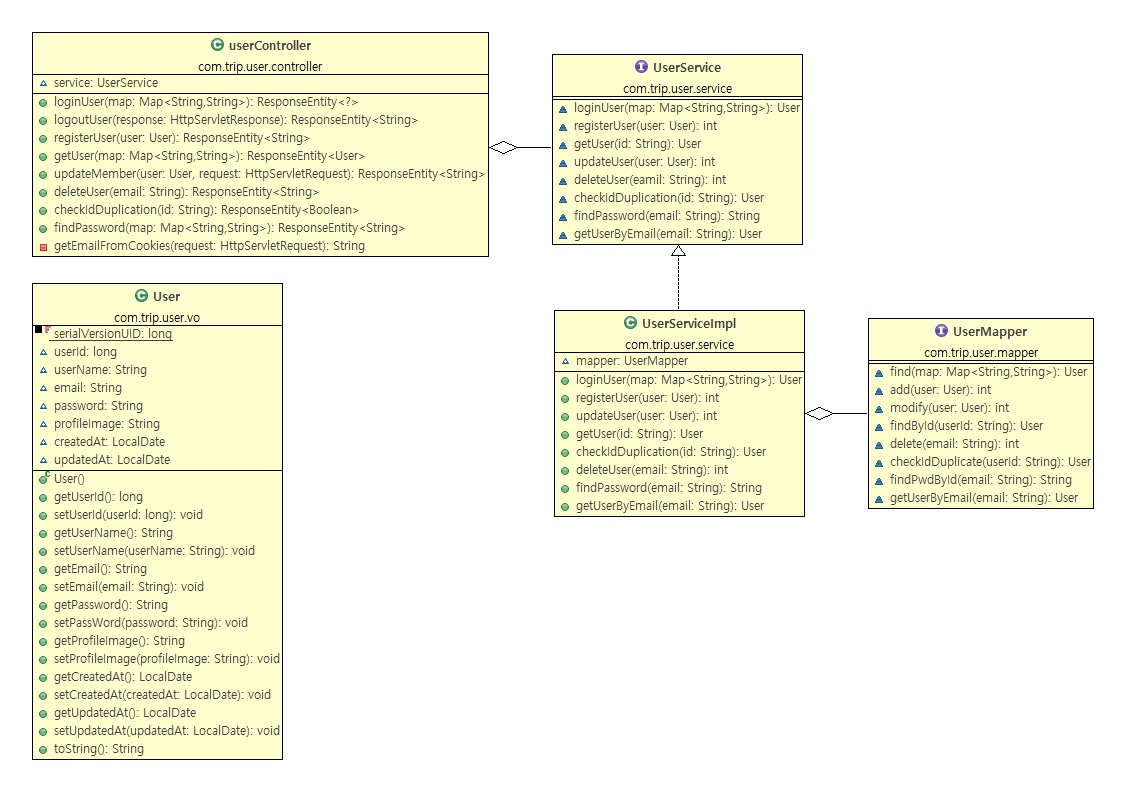 userController
com.trip.user.controller
service: UserService
loginUser(map: Map<String,String>): ResponseEntity<?>
logoutUser(response: HttpServletResponse): ResponseEntity<String>
registerUser(user: User): ResponseEntity<String>
getUser(map: Map<String,String>): ResponseEntity<User>
updateMember(user: User, request: HttpServletRequest): ResponseEntity<String>
deleteUser(email: String): ResponseEntity<String>
checkIdDuplication(id: String): ResponseEntity<Boolean>
findPassword(map: Map<String,String>): ResponseEntity<String>
getEmailFromCookies(request: HttpServletRequest): String
UserService
com.trip.user.service
loginUser(map: Map<String,String>): User
registerUser(user: User): int
getUser(id: String): User
updateUser(user: User): int
deleteUser(eamil: String): int
checkIdDuplication(id: String): User
findPassword(email: String): String
getUserByEmail(email: String): User
User
com.trip.user.vo
serialVersionUID: long
userId: long
userName: String
email: String
password: String
profileImage: String
createdAt: LocalDate
updatedAt: LocalDate
User()
getUserId(): long
setUserId(userId: long): void
getUserName(): String
setUserName(userName: String): void
getEmail(): String
setEmail(email: String): void
getPassword(): String
setPassWord(password: String): void
getProfileImage(): String
setProfileImage(profileImage: String): void
getCreatedAt(): LocalDate
setCreatedAt(createdAt: LocalDate): void
getUpdatedAt(): LocalDate
setUpdatedAt(updatedAt: LocalDate): void
toString(): String
UserServiceImpl
com.trip.user.service
mapper: UserMapper
loginUser(map: Map<String,String>): User
registerUser(user: User): int
updateUser(user: User): int
getUser(id: String): User
checkIdDuplication(id: String): User
deleteUser(email: String): int
findPassword(email: String): String
getUserByEmail(email: String): User
UserMapper
com.trip.user.mapper
find(map: Map<String,String>): User
add(user: User): int
modify(user: User): int
findById(userId: String): User
delete(email: String): int
checkIdDuplicate(userId: String): User
findPwdById(email: String): String
getUserByEmail(email: String): User